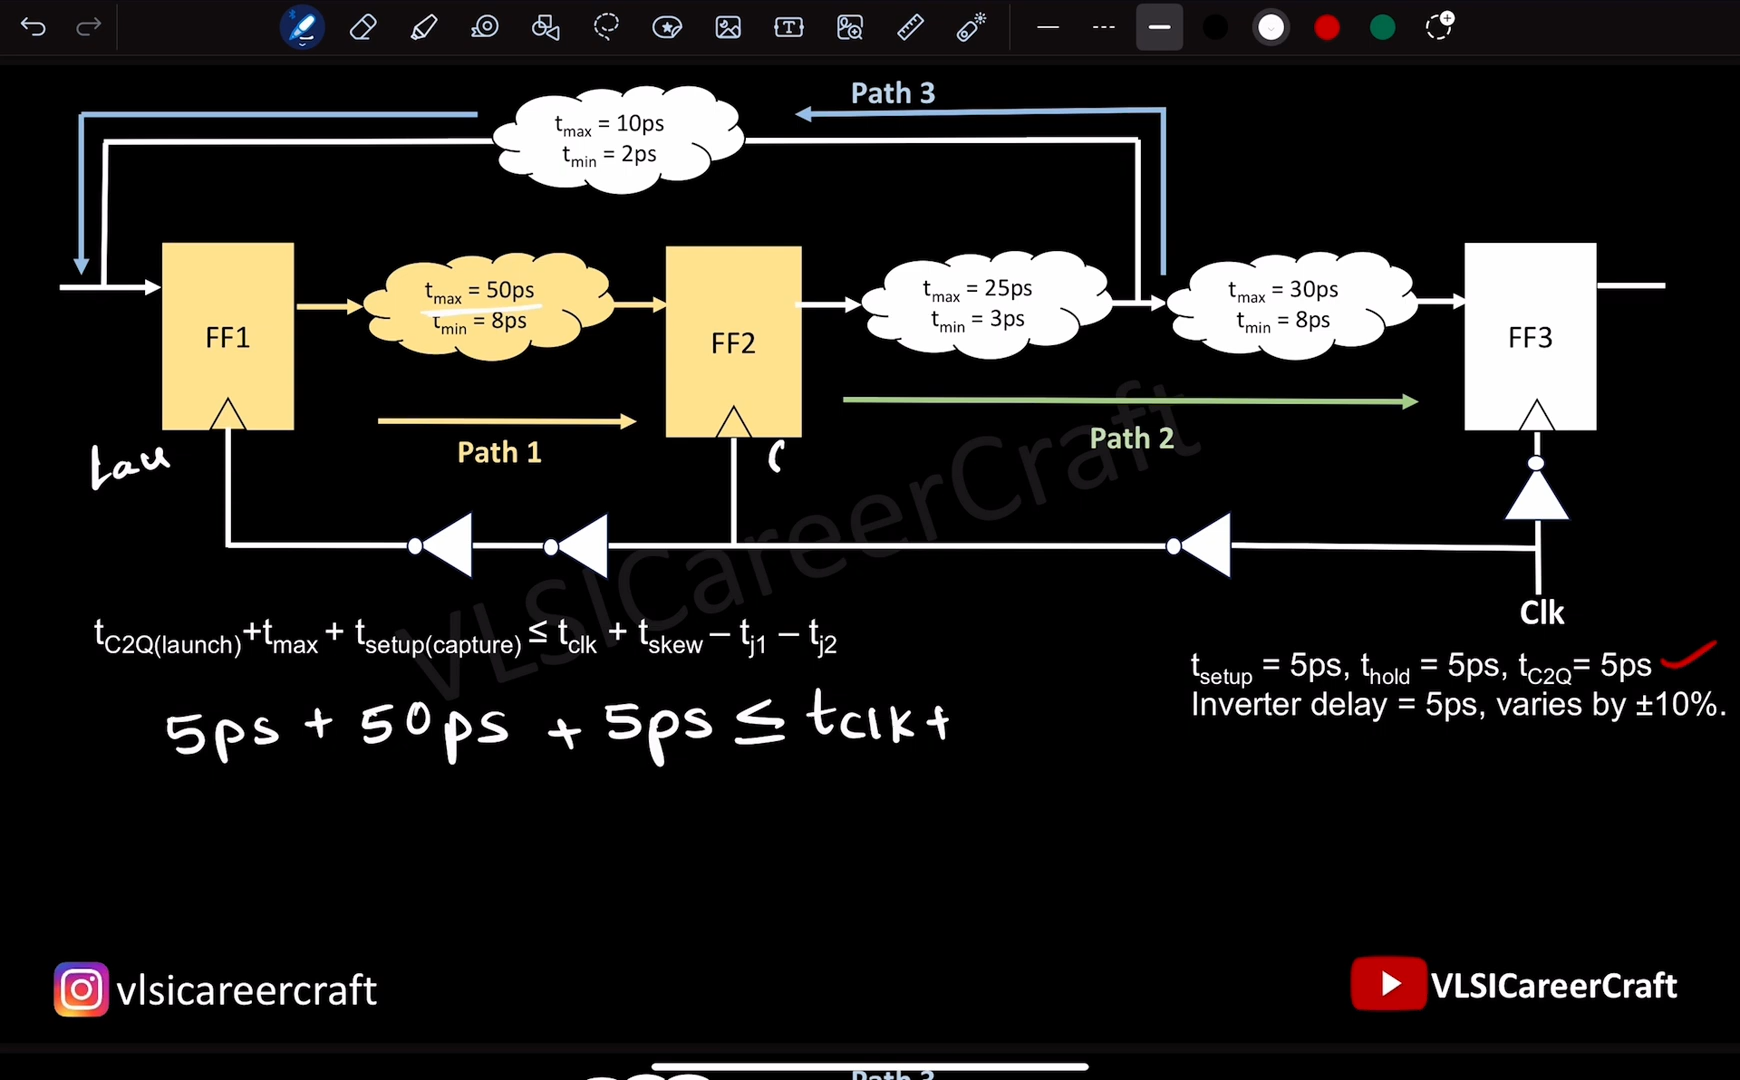 Path 3
tmax = 10ps
tmin = 2ps
tmax = 50ps
tmin = 8ps
tmax = 25ps
tmin = 3ps
tmax = 30ps
tmin = 8ps
FF1
FF2
FF3
Path 1
Path 2
Lau
C
VLSICareerCraft
Clk
tC2Q(launch)+tmax + tsetup(capture) ≤ tclk + tskew – tj1 – tj2
tsetup = 5ps, thold = 5ps, tC2Q= 5ps
Inverter delay = 5ps, varies by ±10%.
5ps + 50ps + 5ps ≤ tclk+
vlsicareercraft
VLSICareerCraft
Path 3